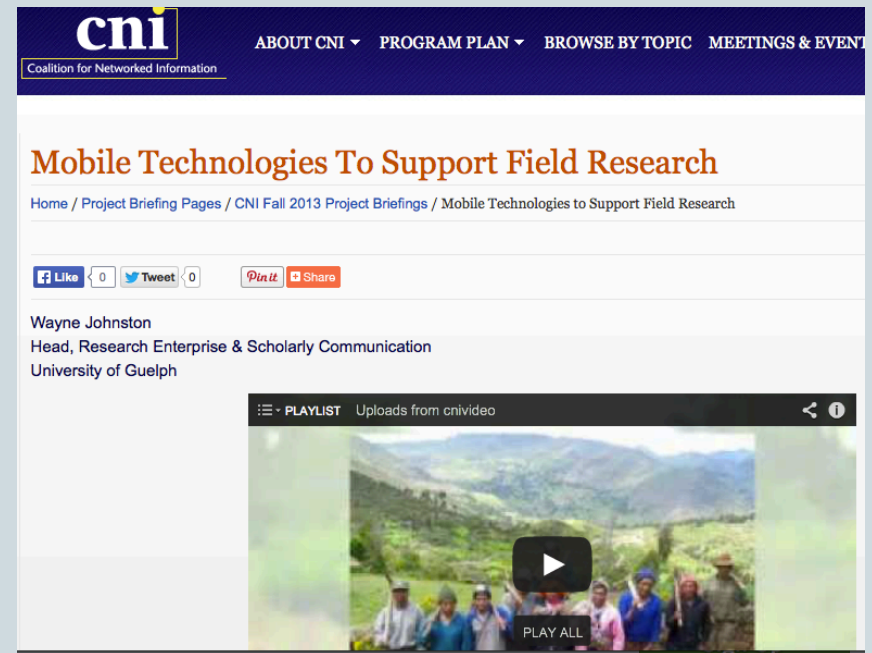 cni
Coalition for Networked Information
ABOUT CNI PROGRAM PLAN BROWSE BY TOPIC MEETINGS & EVENT
Mobile Technologies To Support Field Research
Home / Project Briefing Pages / CNI Fall 2013 Project Briefings / Mobile Technologies to Support Field Research
Like 0 Tweet 0 Pin it Share
Wayne Johnston
Head, Research Enterprise & Scholarly Communication
University of Guelph
PLAYLIST Uploads from cnivideo
PLAY ALL